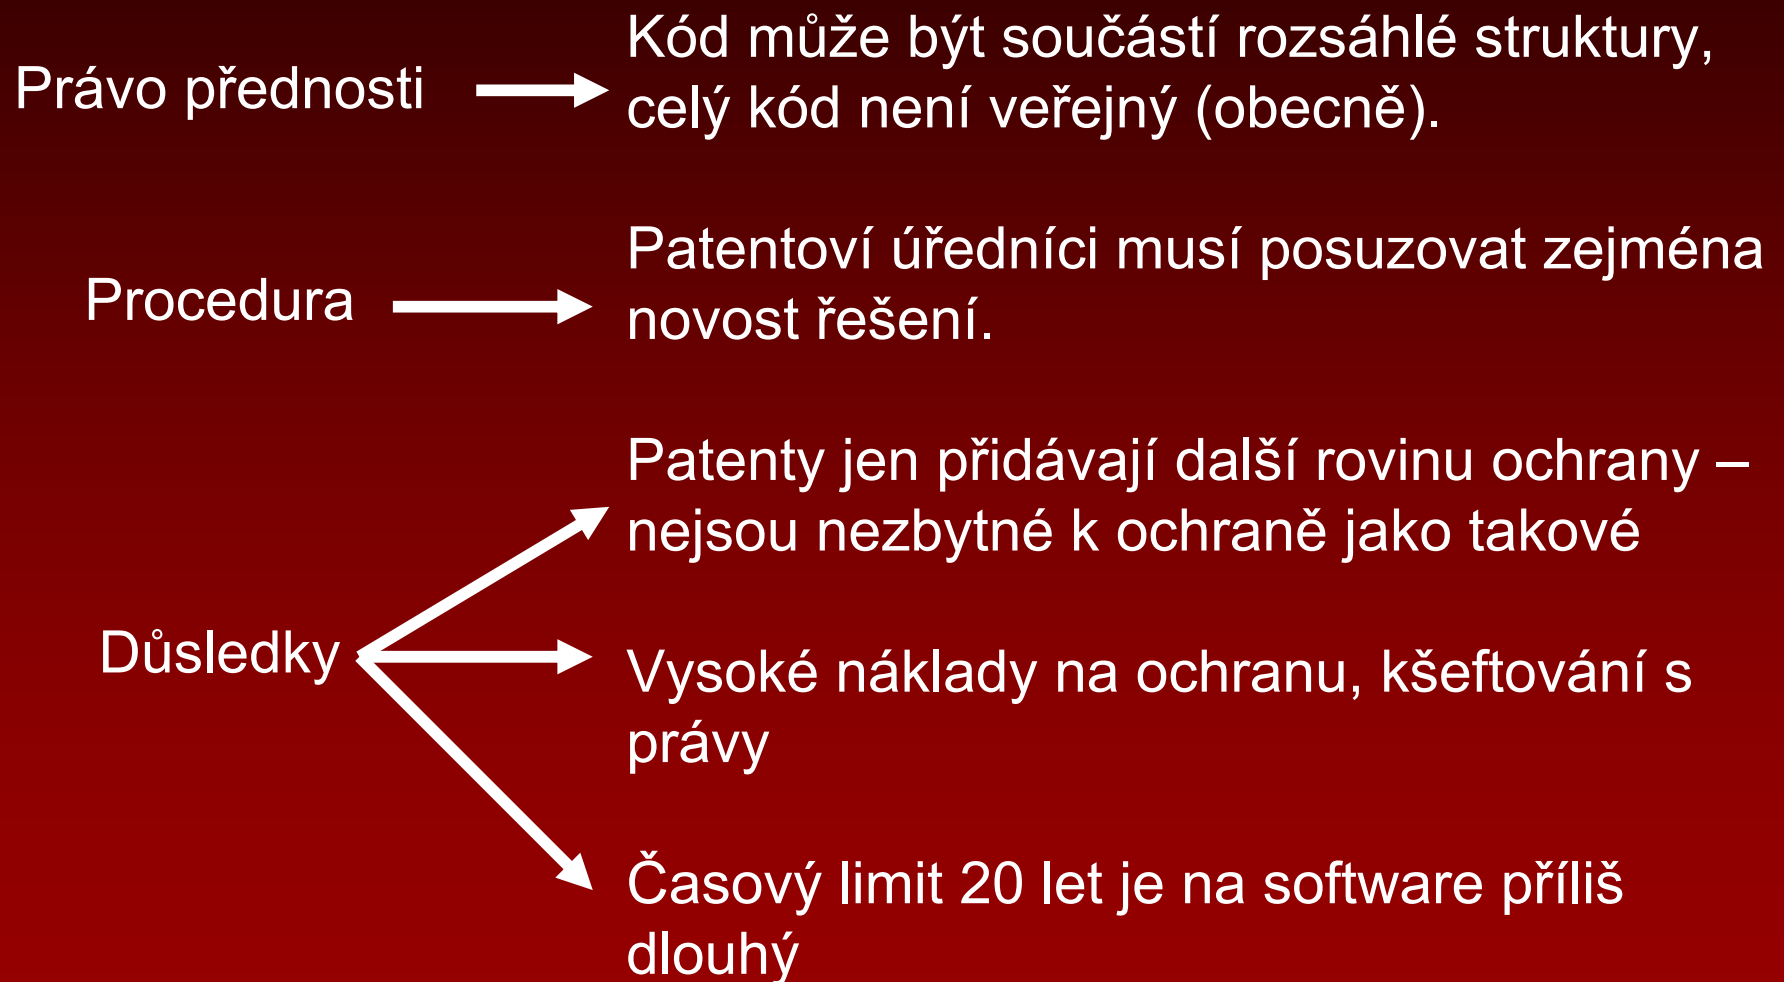 Právo přednosti
Kód může být součástí rozsáhlé struktury,
celý kód není veřejný (obecně).
Procedura
Patentoví úředníci musí posuzovat zejména
novost řešení.
Důsledky
Patenty jen přidávají další rovinu ochrany –
nejsou nezbytné k ochraně jako takové
Vysoké náklady na ochranu, kšeftování s
právy
Časový limit 20 let je na software příliš
dlouhý